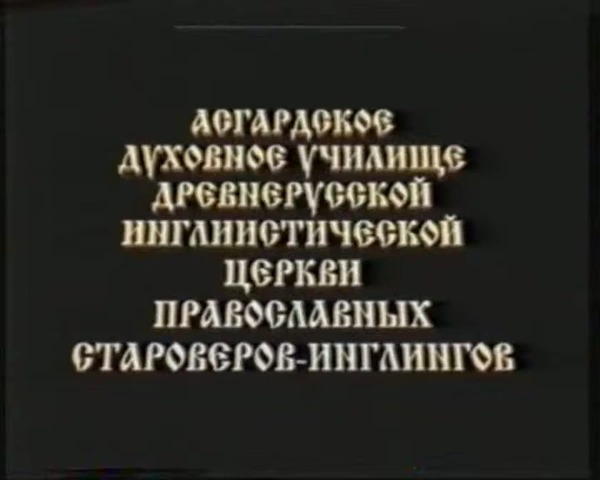 АСГАРДСКОЕ
ДУХОВНОЕ УЧИЛИЩЕ
ДРЕВНЕРУССКОЙ
ИНГЛИИСТИЧЕСКОЙ
ЦЕРКВИ
ПРАВОСЛАВНЫХ
СТАРОВЕРОВ-ИНГЛИНГОВ